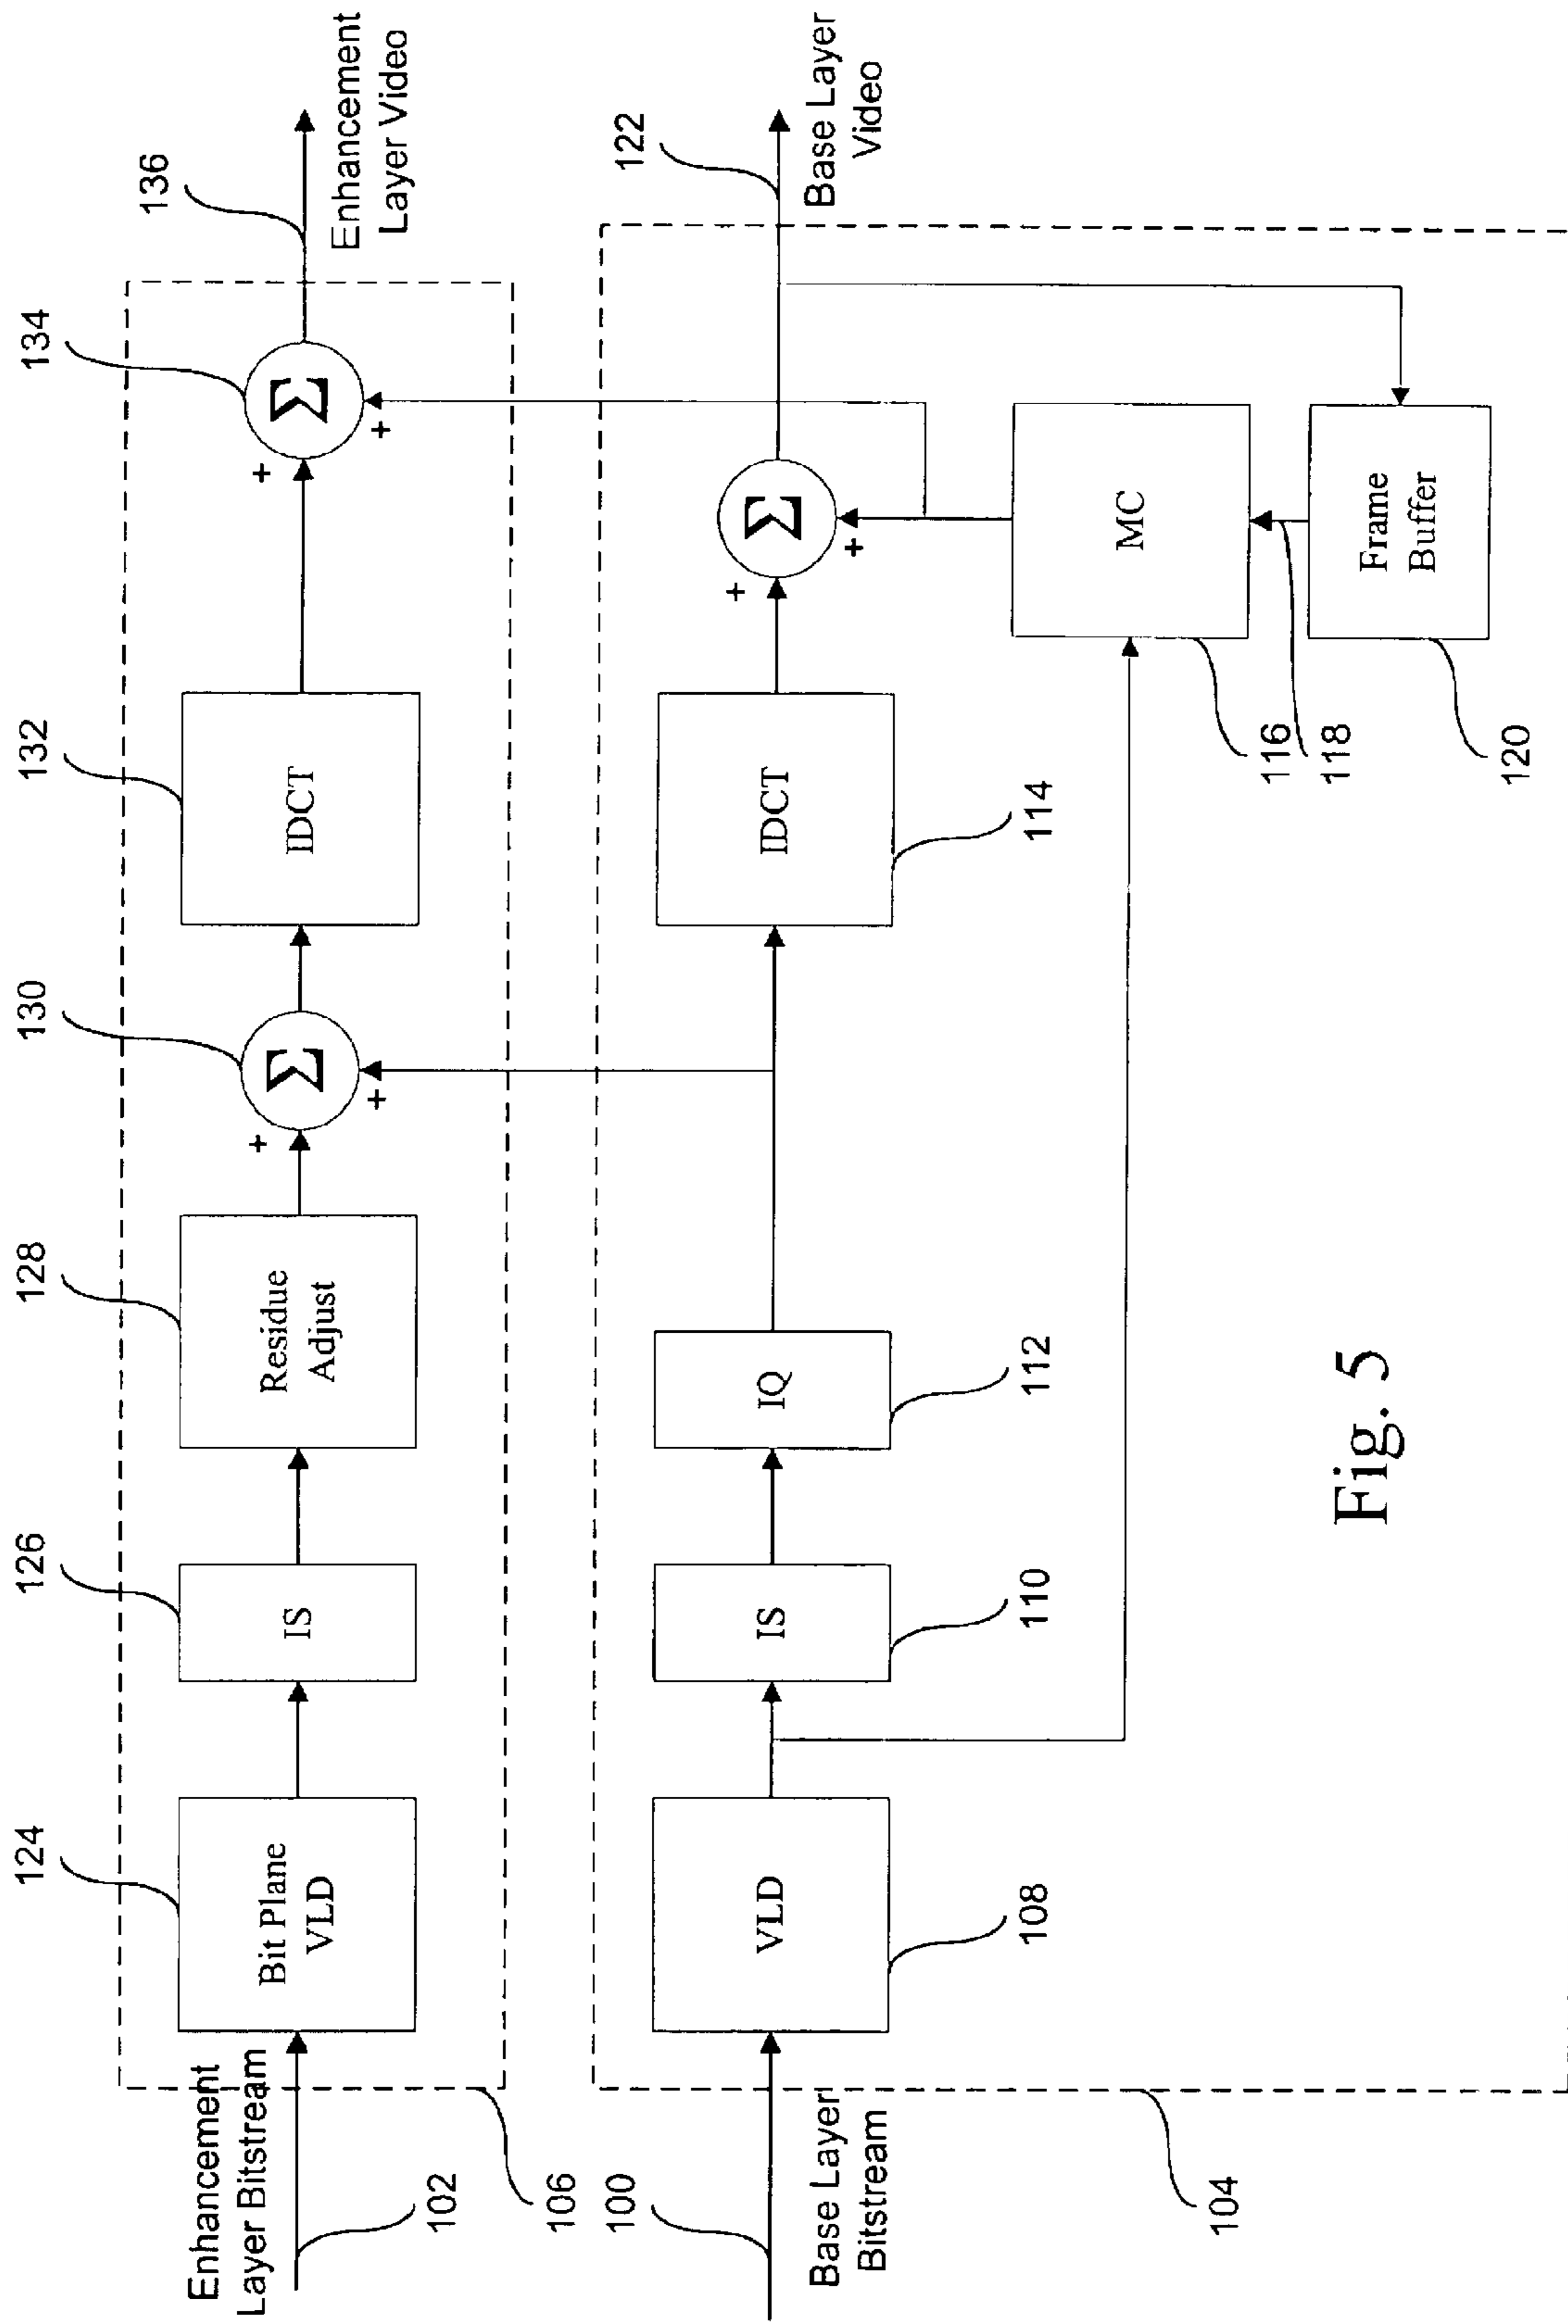 124
126
128
130
132
134
136
Enhancement
Layer Bitstream
Bit Plane
VLD
IS
Residue
Adjust
+
Σ
+
IDCT
+
Σ
+
Enhancement
Layer Video
102
106
100
122
Base Layer
Bitstream
VLD
IS
IQ
IDCT
+
Σ
+
Base Layer
Video
108
110
112
114
MC
116
118
Frame
Buffer
120
104
Fig. 5